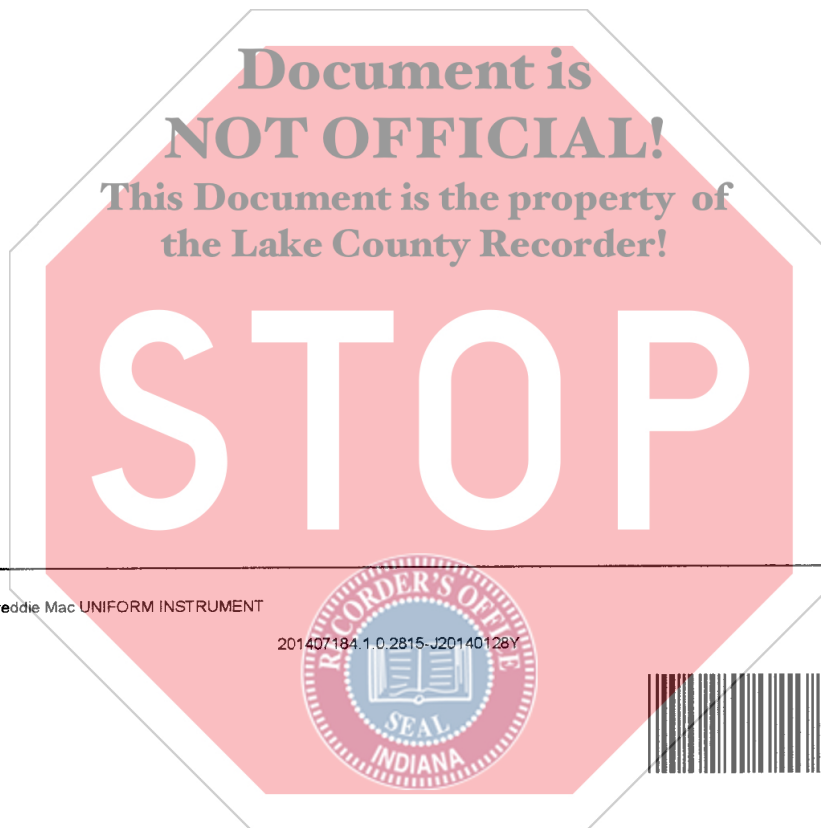 Document is
NOT OFFICIAL!
This Document is the property of
the Lake County Recorder!
STOP
eddie Mac UNIFORM INSTRUMENT
201407184.1.0.2815-J20140128Y
RECORDER'S OFFICE
SEAL
INDIANA